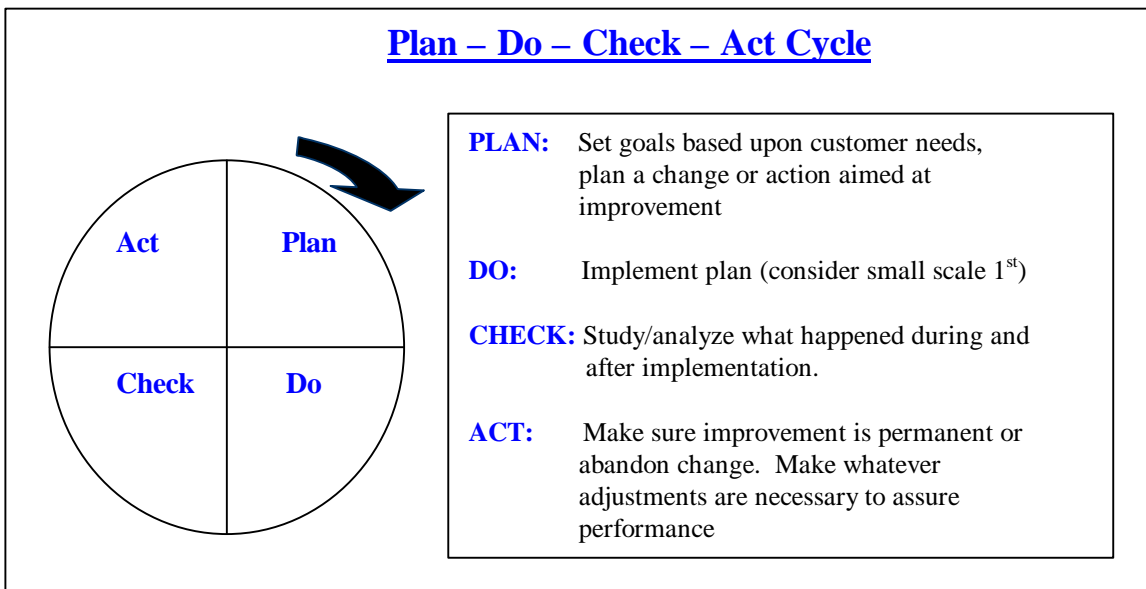 Plan – Do – Check – Act Cycle
Act
Plan
Check
Do
PLAN: Set goals based upon customer needs,
plan a change or action aimed at
improvement
DO: Implement plan (consider small scale 1st)
CHECK: Study/analyze what happened during and
after implementation.
ACT: Make sure improvement is permanent or
abandon change. Make whatever
adjustments are necessary to assure
performance